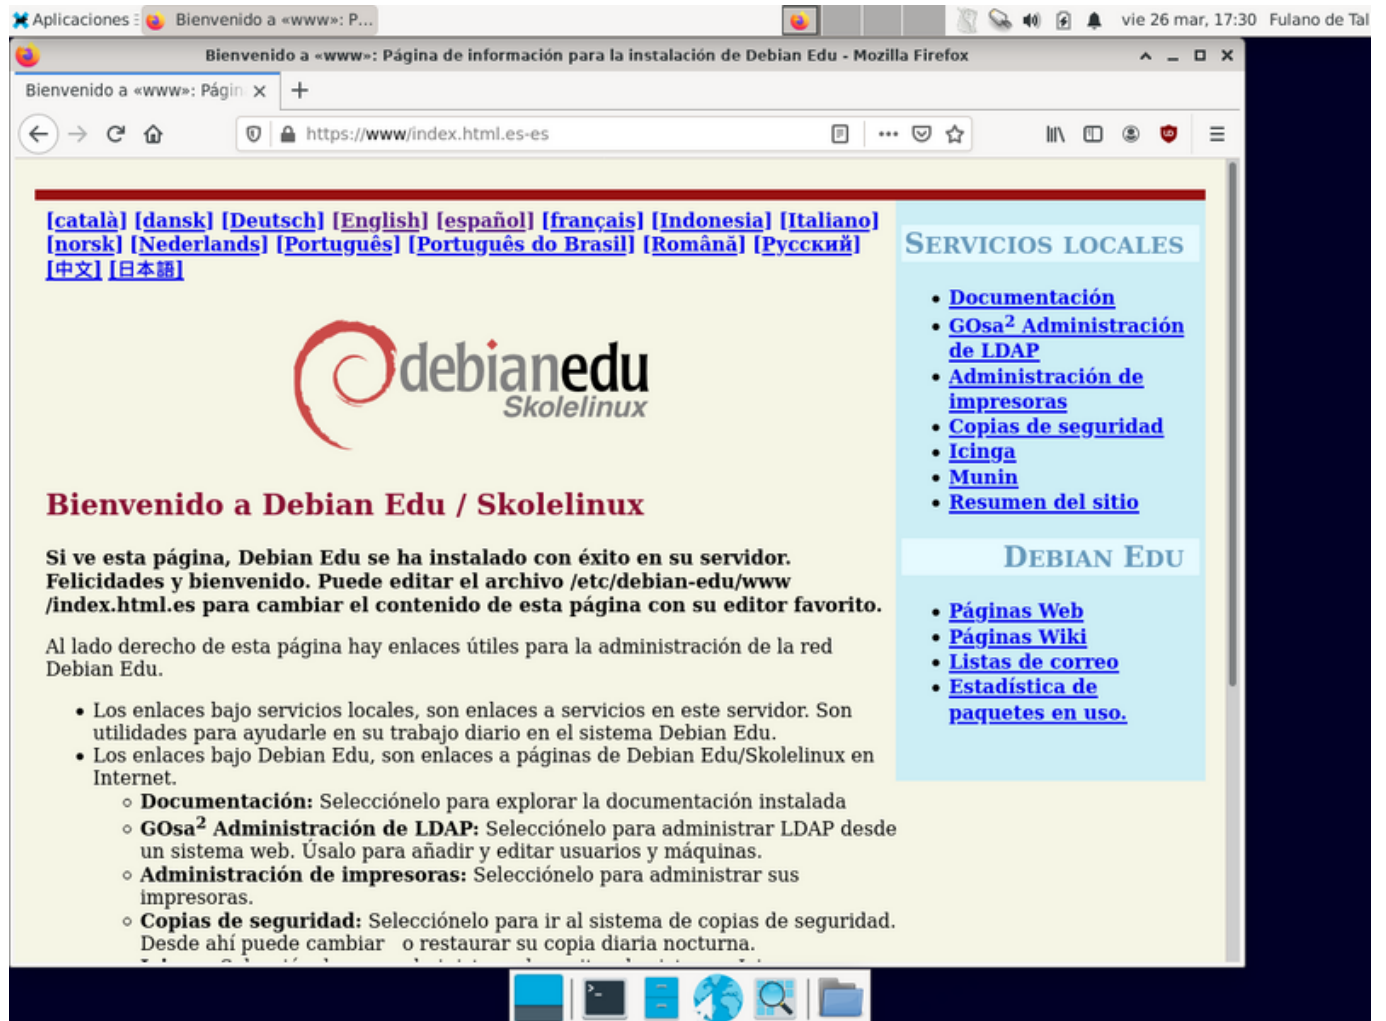 Aplicaciones
Bienvenido a «www»: P...
vie 26 mar, 17:30 Fulano de Tal
Bienvenido a «www»: Página de información para la instalación de Debian Edu - Mozilla Firefox
Bienvenido a «www»: Págin
https://www/index.html.es-es
[català] [dansk] [Deutsch] [English] [español] [français] [Indonesia] [Italiano]
[norsk] [Nederlands] [Português] [Português do Brasil] [Română] [Русский]
[中文] [日本語]
debianedu
Skolelinux
Bienvenido a Debian Edu / Skolelinux
Si ve esta página, Debian Edu se ha instalado con éxito en su servidor.
Felicidades y bienvenido. Puede editar el archivo /etc/debian-edu/www
/index.html.es para cambiar el contenido de esta página con su editor favorito.
Al lado derecho de esta página hay enlaces útiles para la administración de la red
Debian Edu.
• Los enlaces bajo servicios locales, son enlaces a servicios en este servidor. Son
utilidades para ayudarle en su trabajo diario en el sistema Debian Edu.
• Los enlaces bajo Debian Edu, son enlaces a páginas de Debian Edu/Skolelinux en
Internet.
◦ Documentación: Selecciónelo para explorar la documentación instalada
◦ GOsa² Administración de LDAP: Selecciónelo para administrar LDAP desde
un sistema web. Úsalo para añadir y editar usuarios y máquinas.
◦ Administración de impresoras: Selecciónelo para administrar sus
impresoras.
◦ Copias de seguridad: Selecciónelo para ir al sistema de copias de seguridad.
Desde ahí puede cambiar o restaurar su copia diaria nocturna.
SERVICIOS LOCALES
• Documentación
• GOsa² Administración
de LDAP
• Administración de
impresoras
• Copias de seguridad
• Icinga
• Munin
• Resumen del sitio
DEBIAN EDU
• Páginas Web
• Páginas Wiki
• Listas de correo
• Estadística de
paquetes en uso.